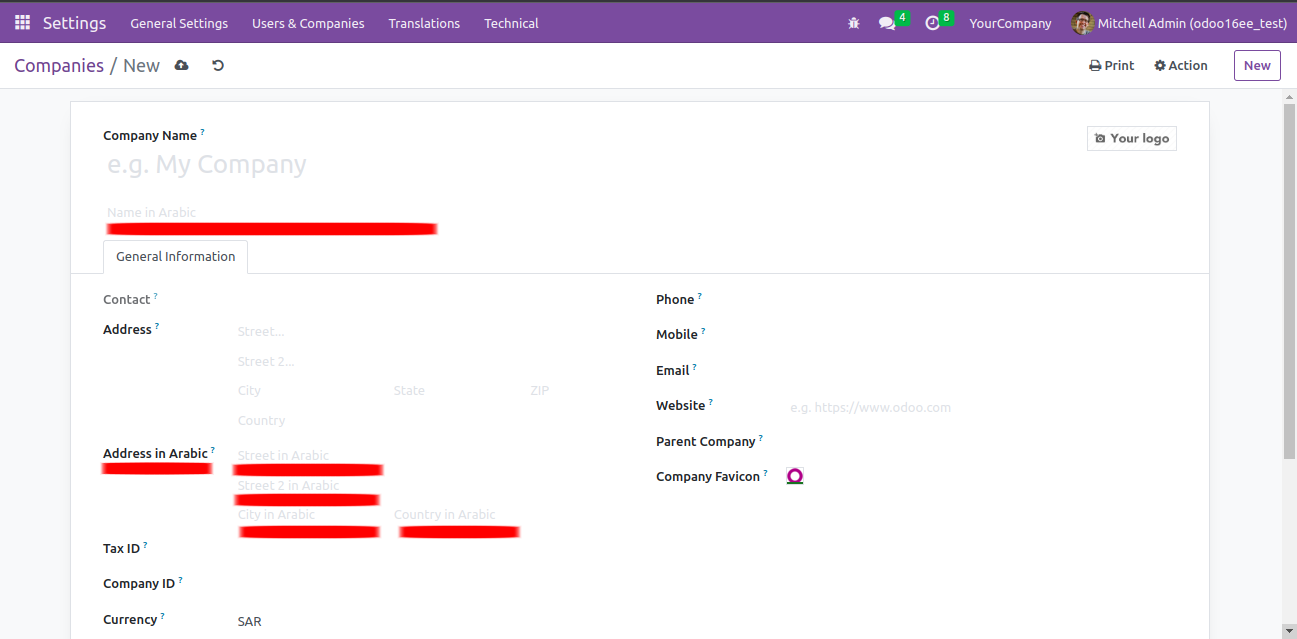 Settings General Settings Users & Companies Translations Technical 4 8 YourCompany Mitchell Admin (odoo16ee_test)
Companies / New Print Action New
Company Name ?
Your logo
e.g. My Company
Name in Arabic
General Information
Contact ? Phone ?
Address ? Street...
Mobile ?
Street 2...
Email ?
City State ZIP
Website ? e.g. https://www.odoo.com
Country
Parent Company ?
Address in Arabic ? Street in Arabic
Company Favicon ?
Street 2 in Arabic
City in Arabic Country in Arabic
Tax ID ?
Company ID ?
Currency ? SAR